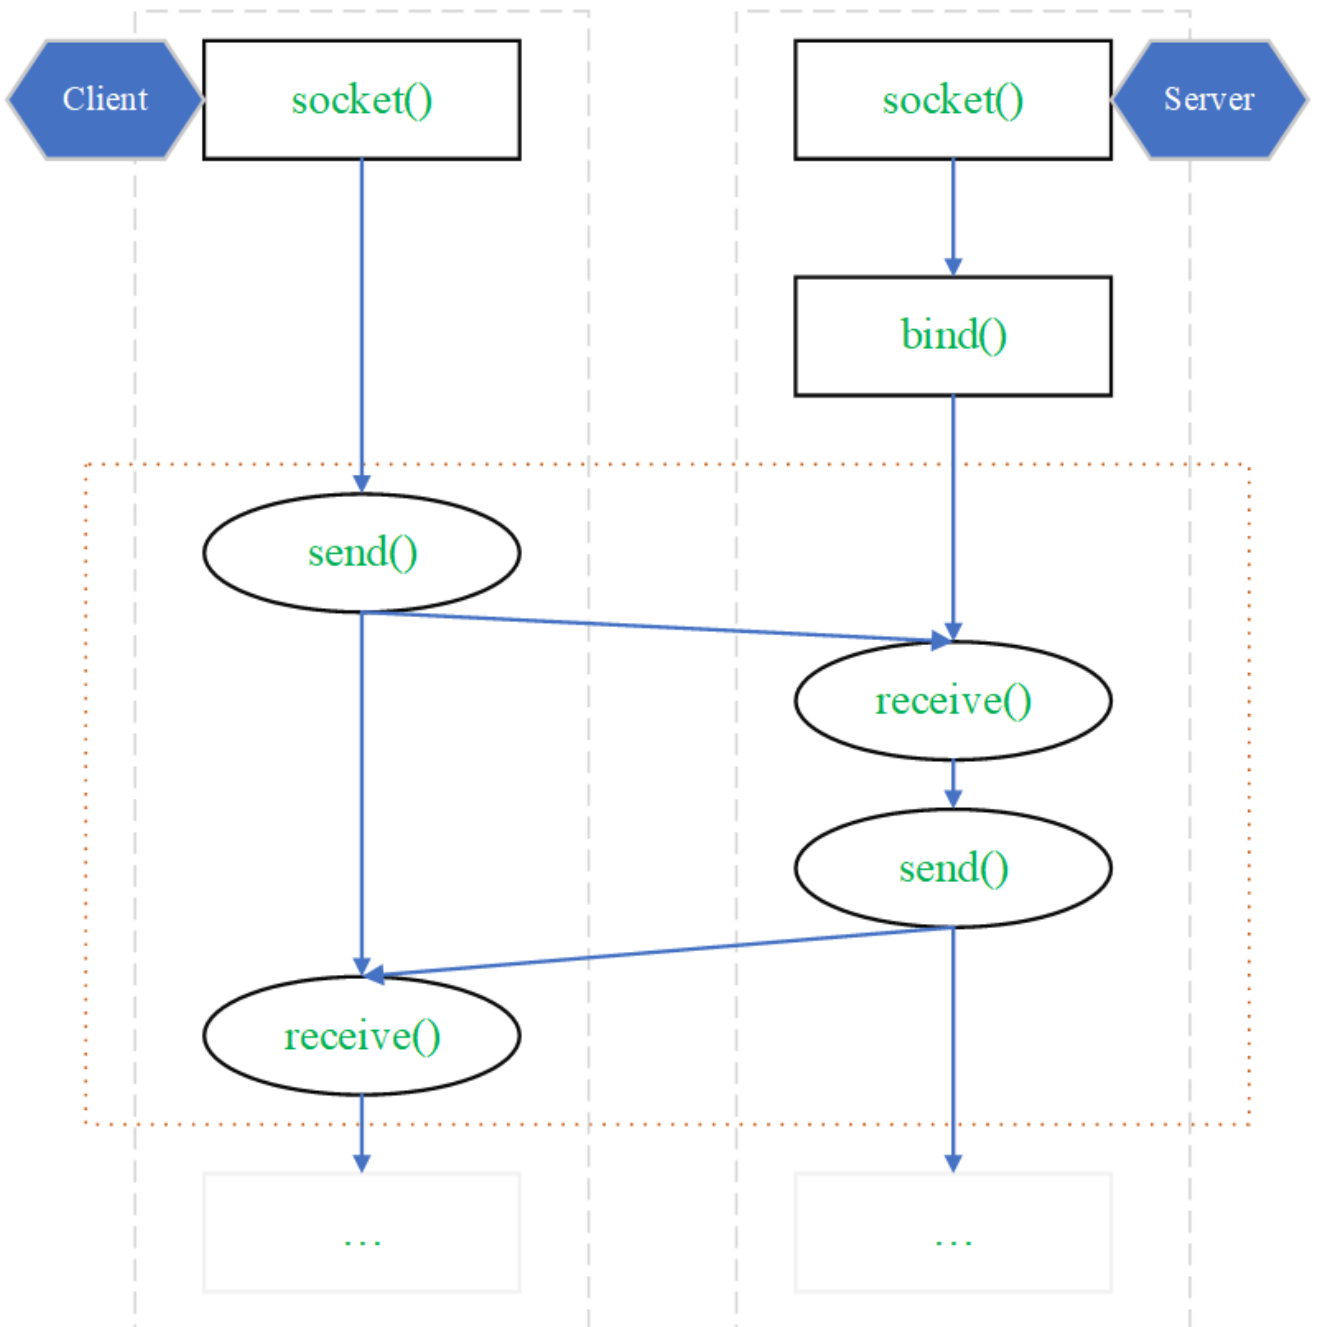 Client
socket()
socket()
Server
bind()
send()
receive()
send()
receive()
...
...